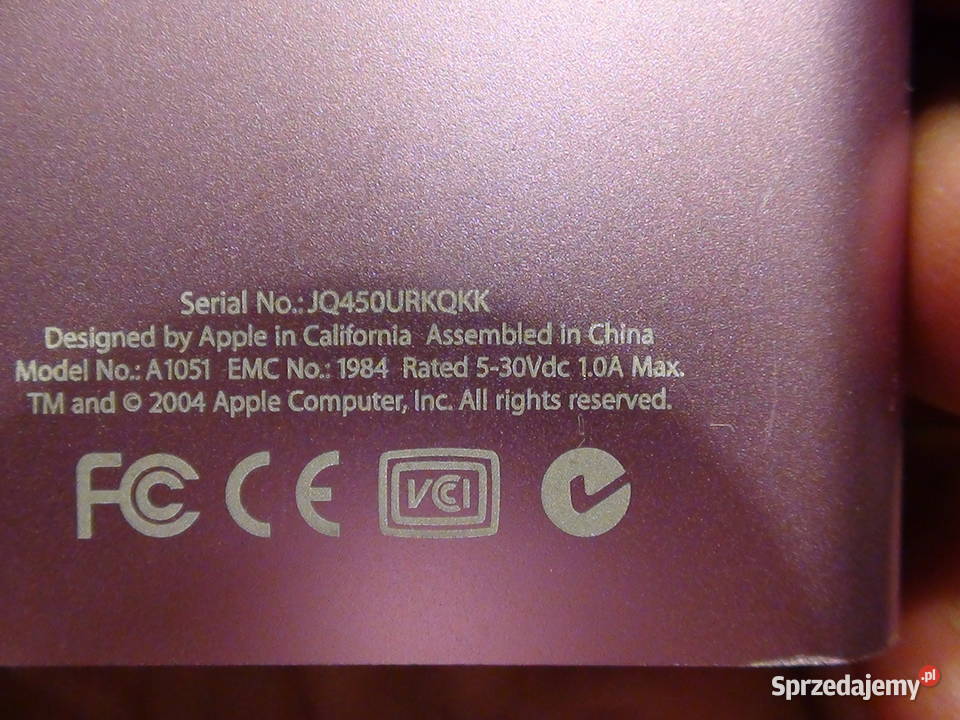 Serial No.: JQ450URKQKK
Designed by Apple in California Assembled in China
Model No.: A1051 EMC No.: 1984 Rated 5-30Vdc 1.0A Max.
TM and © 2004 Apple Computer, Inc. All rights reserved.
FC CE VCCI
Sprzedajemy.pl